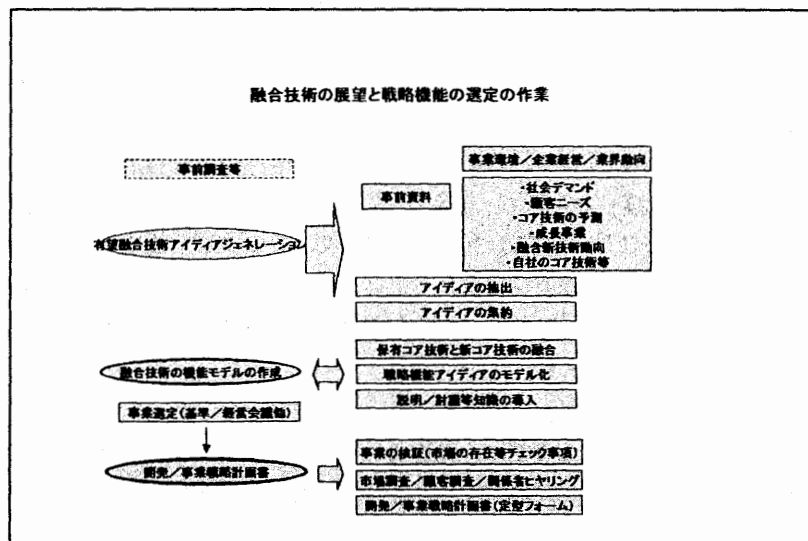 融合技術の展望と戦略機能の選定の作業
事前調査等
事業環境／企業経営／業界動向
事前資料
・社会デマンド
・顧客ニーズ
・コア技術の予測
・成長事業
・融合新技術動向
・自社のコア技術等
有望融合技術アイディアジェネレーション
アイディアの抽出
アイディアの集約
保有コア技術と新コア技術の融合
融合技術の機能モデルの作成
戦略機能アイディアのモデル化
説明／討議等知識の導入
事業選定（基準／経営会議他）
事業の検証（市場の存在等チェック事項）
開発／事業戦略計画書
市場調査／顧客調査／関係者ヒヤリング
開発／事業戦略計画書（定型フォーム）